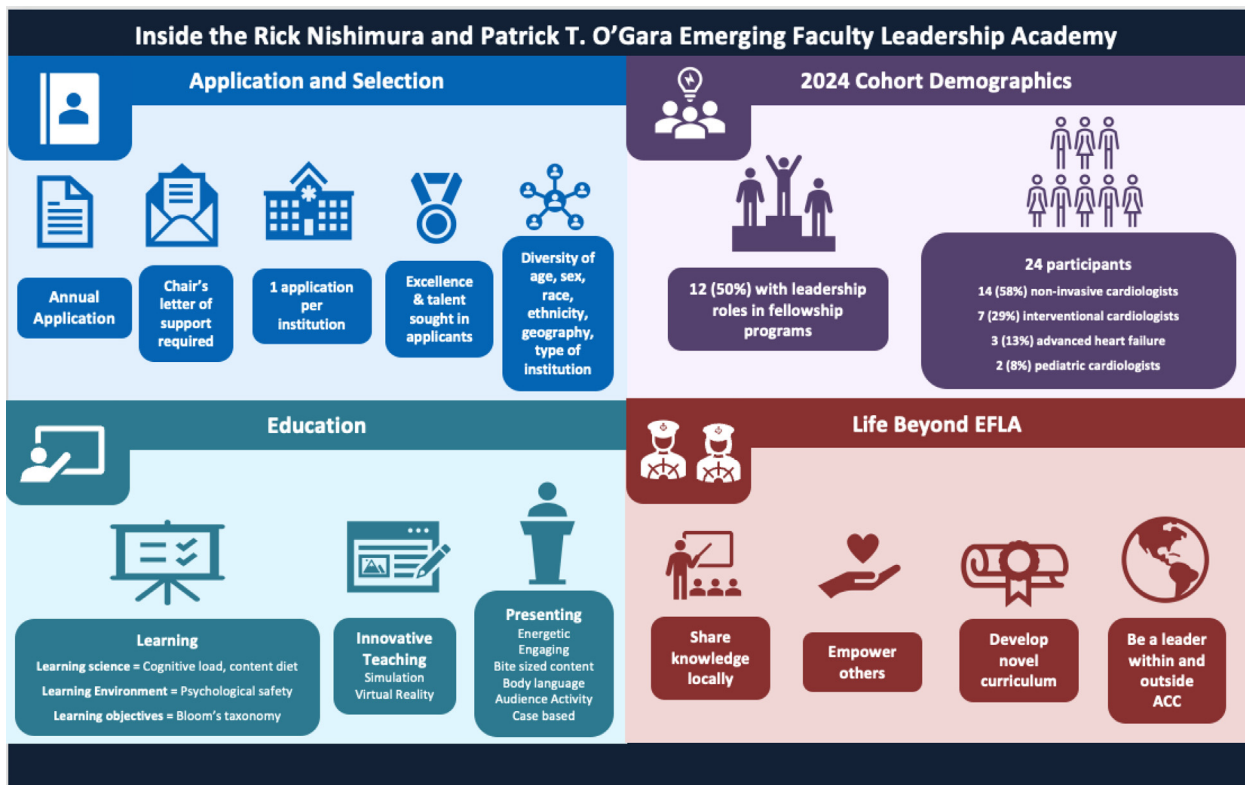 Inside the Rick Nishimura and Patrick T. O'Gara Emerging Faculty Leadership Academy
Application and Selection
Annual
Application
Chair's
letter of
support
required
1 application
per
institution
Excellence
& talent
sought in
applicants
Diversity of
age, sex,
race,
ethnicity,
geography,
type of
institution
2024 Cohort Demographics
12 (50%) with leadership
roles in fellowship
programs
24 participants
14 (58%) non-invasive cardiologists
7 (29%) interventional cardiologists
3 (13%) advanced heart failure
2 (8%) pediatric cardiologists
Education
Learning
Learning science = Cognitive load, content diet
Learning Environment = Psychological safety
Learning objectives = Bloom's taxonomy
Innovative
Teaching
Simulation
Virtual Reality
Presenting
Energetic
Engaging
Bite sized content
Body language
Audience Activity
Case based
Life Beyond EFLA
Share
knowledge
locally
Empower
others
Develop
novel
curriculum
Be a leader
within and
outside
ACC